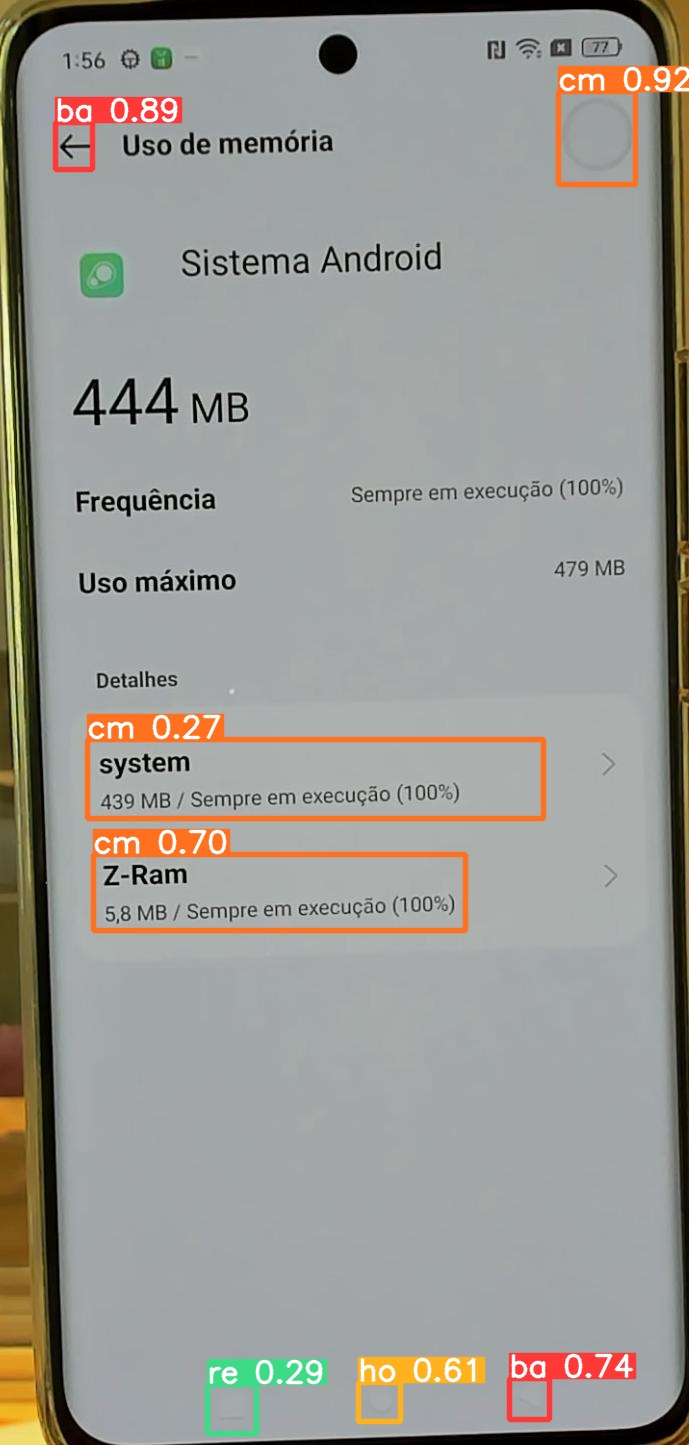 1:56
77
cm 0.92
ba 0.89
Uso de memória
Sistema Android
444 MB
Frequência Sempre em execução (100%)
Uso máximo 479 MB
Detalhes
cm 0.27
system
439 MB / Sempre em execução (100%)
cm 0.70
Z-Ram
5,8 MB / Sempre em execução (100%)
re 0.29 ho 0.61 ba 0.74